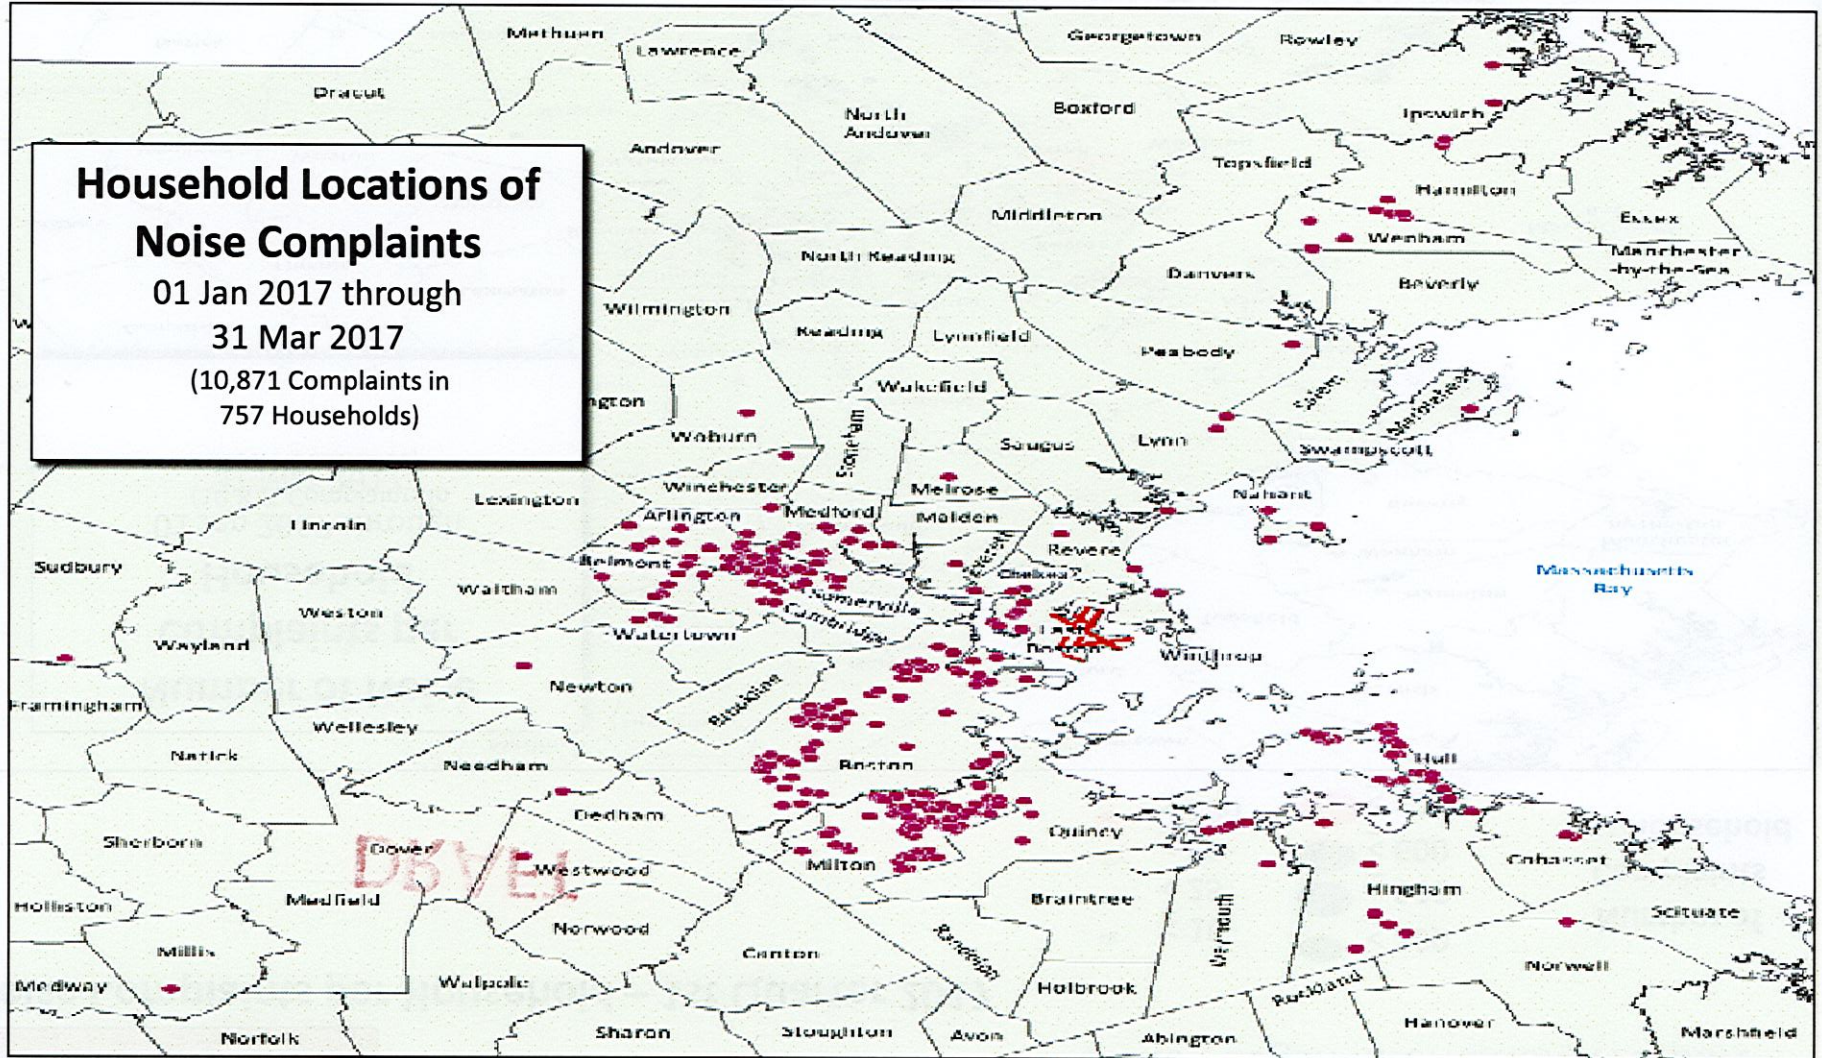 Household Locations of
Noise Complaints
01 Jan 2017 through
31 Mar 2017
(10,871 Complaints in
757 Households)
Methuen
Lawrence
Georgetown
Rowley
Dracut
North
Andover
Boxford
Ipswich
Andover
Topsfield
Hamilton
Middleton
Essex
Wenham
Manchester
-by-the-Sea
North Reading
Danvers
Beverly
Wilmington
Reading
Lynnfield
Peabody
Wakefield
Salem
Marblehead
ngton
Woburn
Stoneham
Saugus
Lynn
Swampscott
Lexington
Winchester
Melrose
Nahant
Lincoln
Arlington
Medford
Malden
Revere
Everett
Sudbury
Belmont
Chelsea
Massachusetts
Bay
Waltham
Weston
Somerville
Cambridge
Watertown
East
Boston
Winthrop
Wayland
Newton
Brookline
Framingham
Wellesley
Natick
Needham
Boston
Hull
Dedham
Quincy
Sherborn
Dover
DRAFT
Westwood
Milton
Cohasset
Medfield
Braintree
Hingham
Holliston
Scituate
Norwood
Weymouth
Millis
Canton
Randolph
Norwell
Medway
Walpole
Holbrook
Rockland
Norfolk
Sharon
Stoughton
Avon
Abington
Hanover
Marshfield